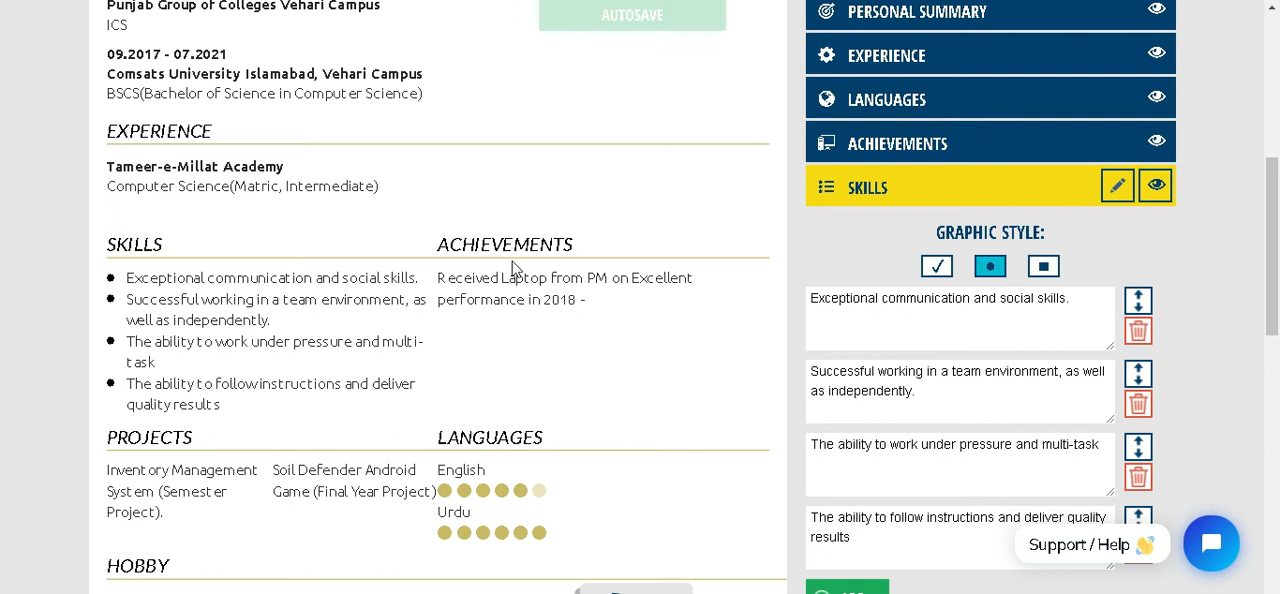 Punjab Group of Colleges Vehari Campus
ICS
09.2017 - 07.2021
Comsats University Islamabad, Vehari Campus
BSCS(Bachelor of Science in Computer Science)
EXPERIENCE
Tameer-e-Millat Academy
Computer Science(Matric, Intermediate)
SKILLS
Exceptional communication and social skills.
Successful working in a team environment, as
well as independently.
The ability to work under pressure and multi-
task
The ability to follow instructions and deliver
quality results
ACHIEVEMENTS
Received Laptop from PM on Excellent
performance in 2018 -
PROJECTS
Inventory Management
System (Semester
Project).
Soil Defender Android
Game (Final Year Project)
LANGUAGES
English
Urdu
HOBBY
AUTOSAVE
PERSONAL SUMMARY
EXPERIENCE
LANGUAGES
ACHIEVEMENTS
SKILLS
GRAPHIC STYLE:
Exceptional communication and social skills.
Successful working in a team environment, as well
as independently.
The ability to work under pressure and multi-task
The ability to follow instructions and deliver quality
results
Support / Help 👋